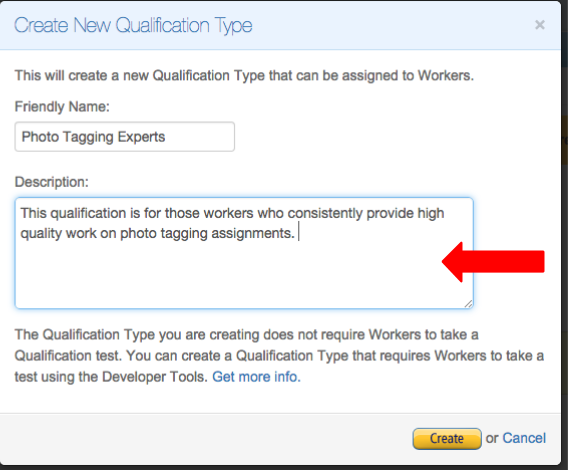 Create New Qualification Type ×
This will create a new Qualification Type that can be assigned to Workers.
Friendly Name:
Photo Tagging Experts
Description:
This qualification is for those workers who consistently provide high
quality work on photo tagging assignments.
The Qualification Type you are creating does not require Workers to take a
Qualification test. You can create a Qualification Type that requires Workers to take a
test using the Developer Tools. Get more info.
Create or Cancel